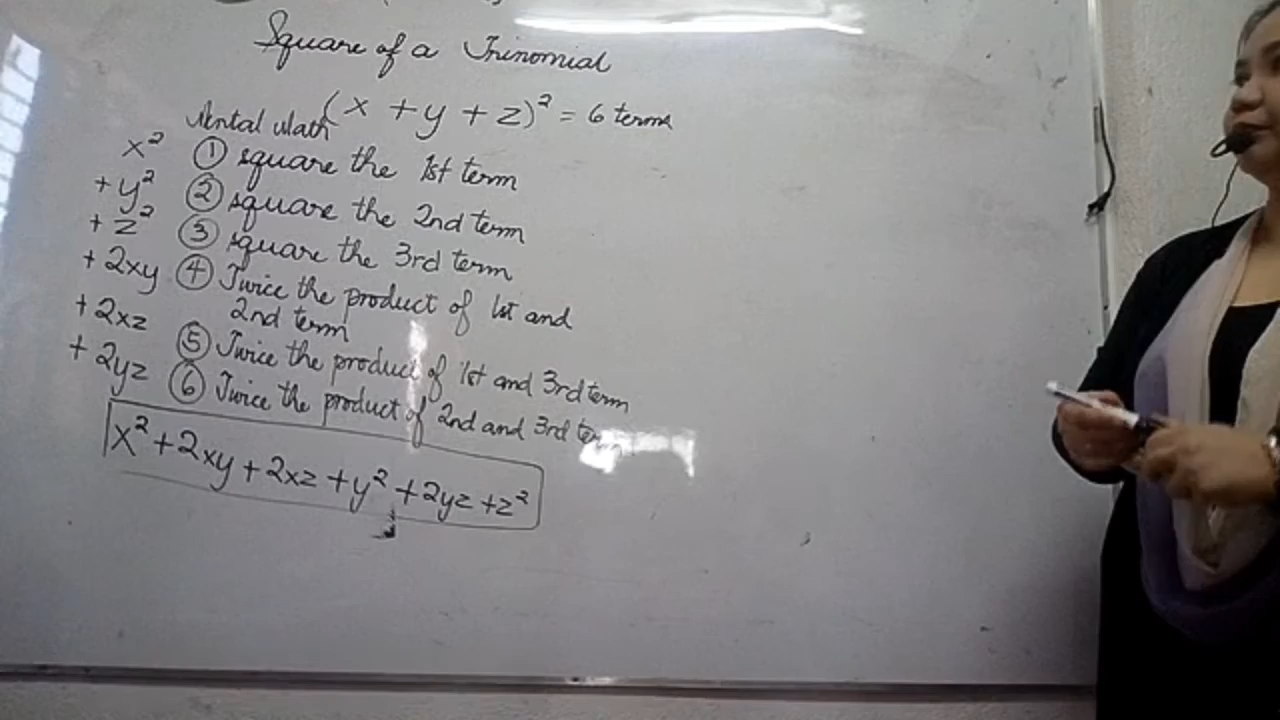 Square of a Trinomial
(x + y + z)² = 6 terms
Mental Math
x² ① square the 1st term
+ y² ② square the 2nd term
+ z² ③ square the 3rd term
+ 2xy ④ Twice the product of 1st and
2nd term
+ 2xz ⑤ Twice the product of 1st and 3rd term
+ 2yz ⑥ Twice the product of 2nd and 3rd term
x² + 2xy + 2xz + y² + 2yz + z²